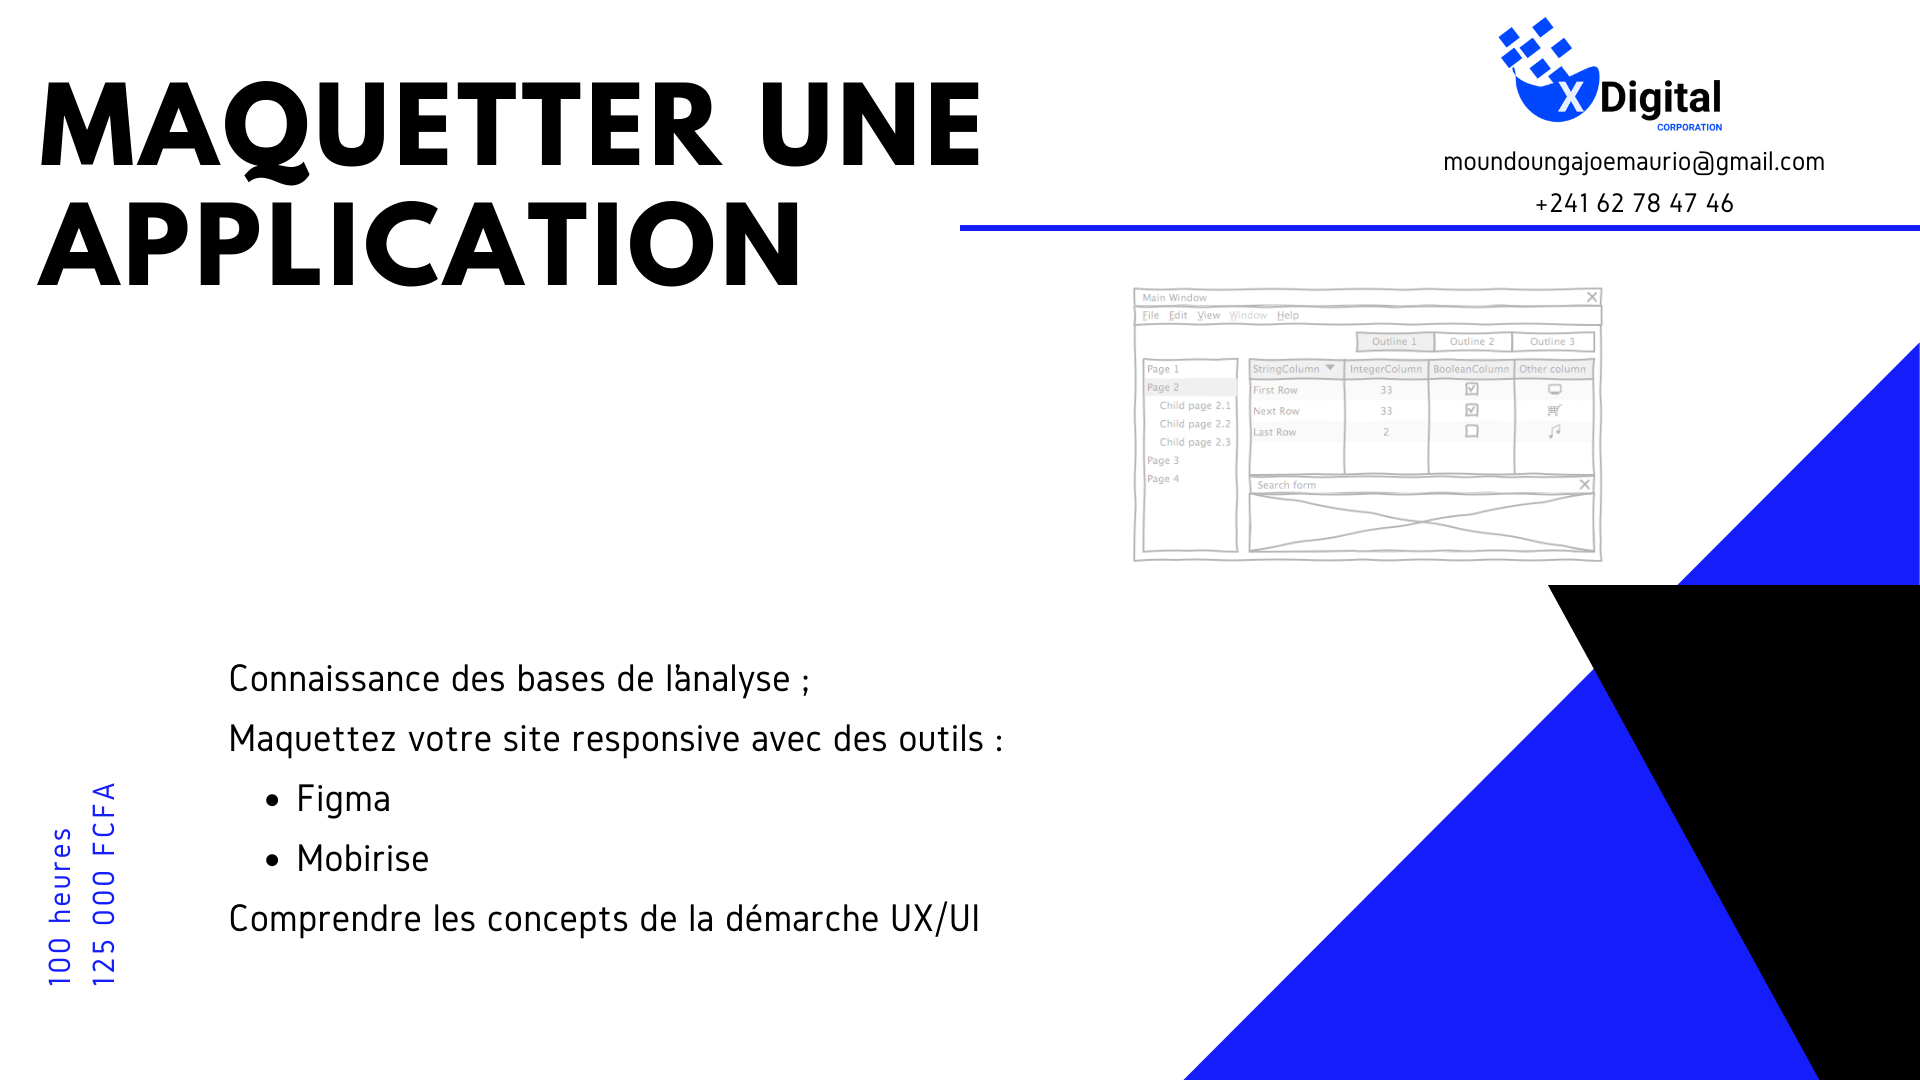 MAQUETTER UNE
APPLICATION
X Digital
CORPORATION
moundoungajoemaurio@gmail.com
+241 62 78 47 46
Main Window
File Edit View Window Help
Outline 1 Outline 2 Outline 3
Page 1
Page 2
Child page 2.1
Child page 2.2
Child page 2.3
Page 3
Page 4
StringColumn IntegerColumn BooleanColumn Other column
First Row 33
Next Row 33
Last Row 2
Search form
Connaissance des bases de l'analyse ;
Maquettez votre site responsive avec des outils :
• Figma
• Mobirise
Comprendre les concepts de la démarche UX/UI
100 heures
125 000 FCFA